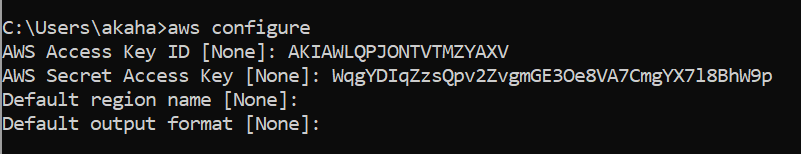 C:\Users\akaha>aws configure
AWS Access Key ID [None]: AKIAWLQPJONTVTMZYAXV
AWS Secret Access Key [None]: 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
Default region name [None]:
Default output format [None]: